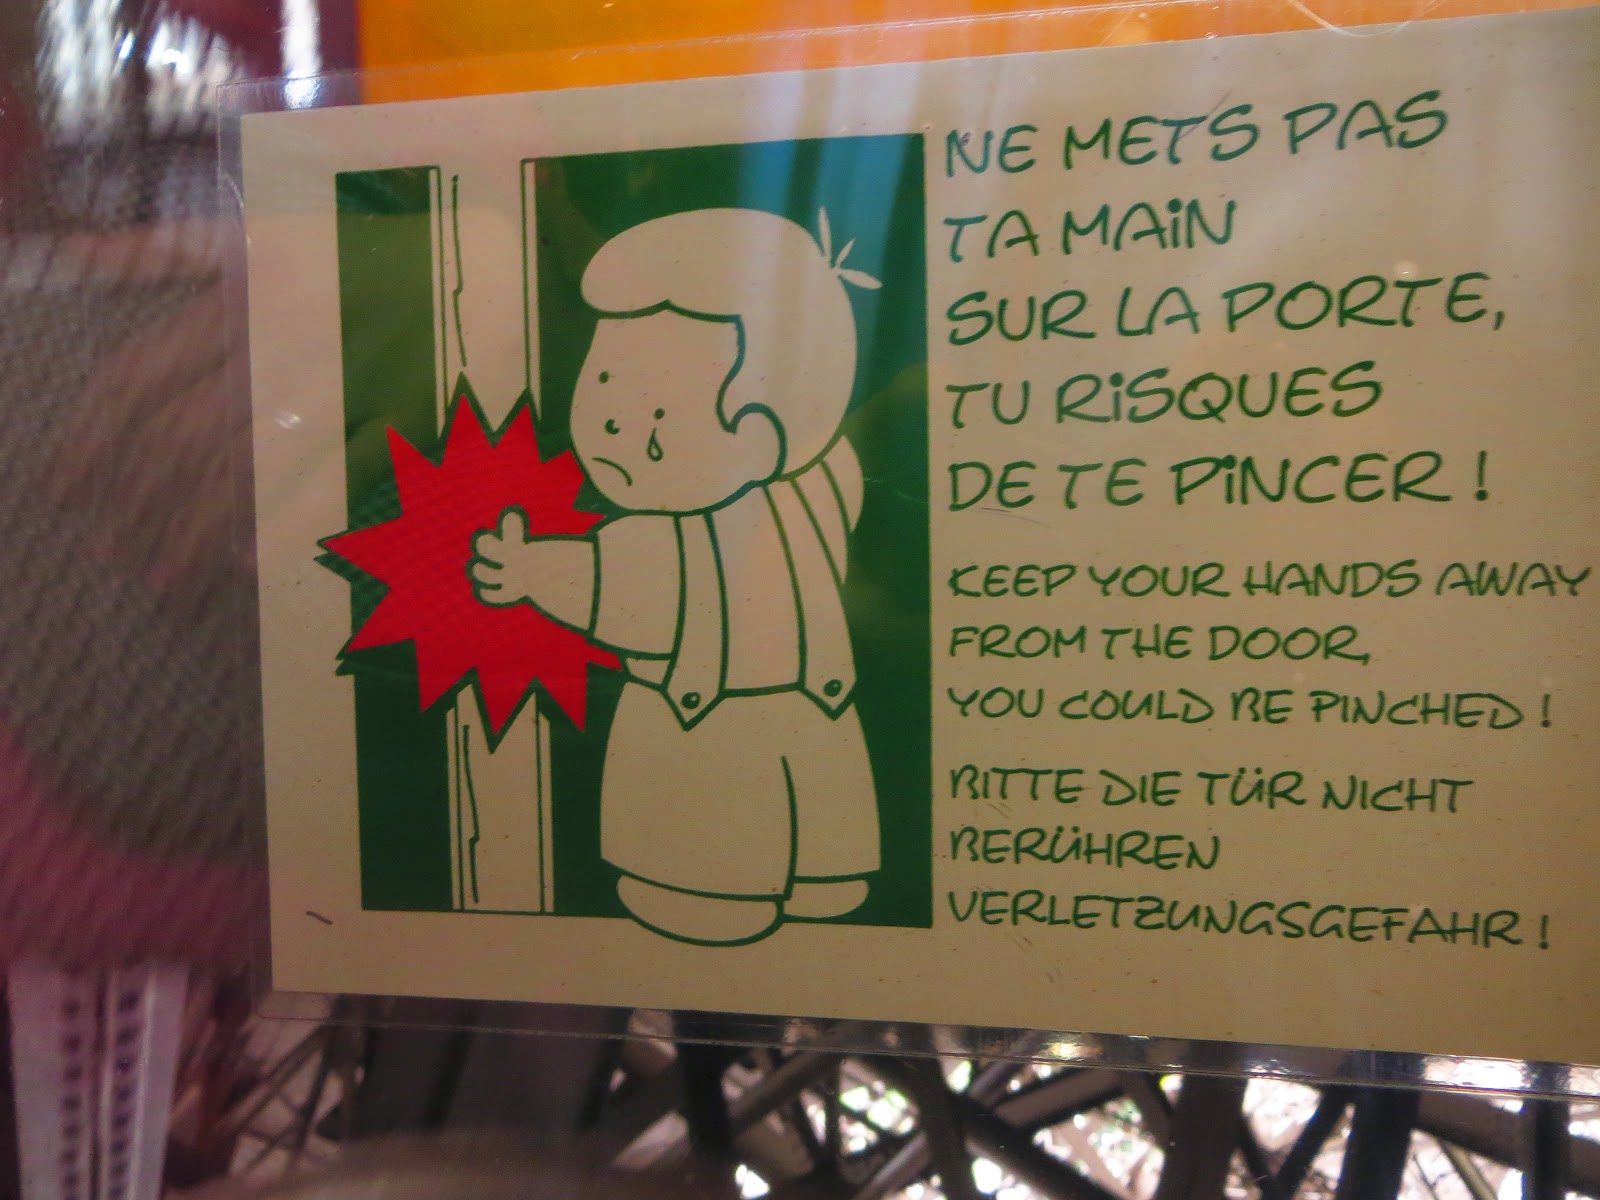 NE METS PAS
TA MAiN
SUR LA PORTE,
TU RiSQUES
DE TE PiNCER !
KEEP YOUR HANDS AWAY
FROM THE DOOR,
YOU COULD BE PINCHED !
BITTE DIE TÜR NICHT
BERÜHREN
VERLETZUNGSGEFAHR !